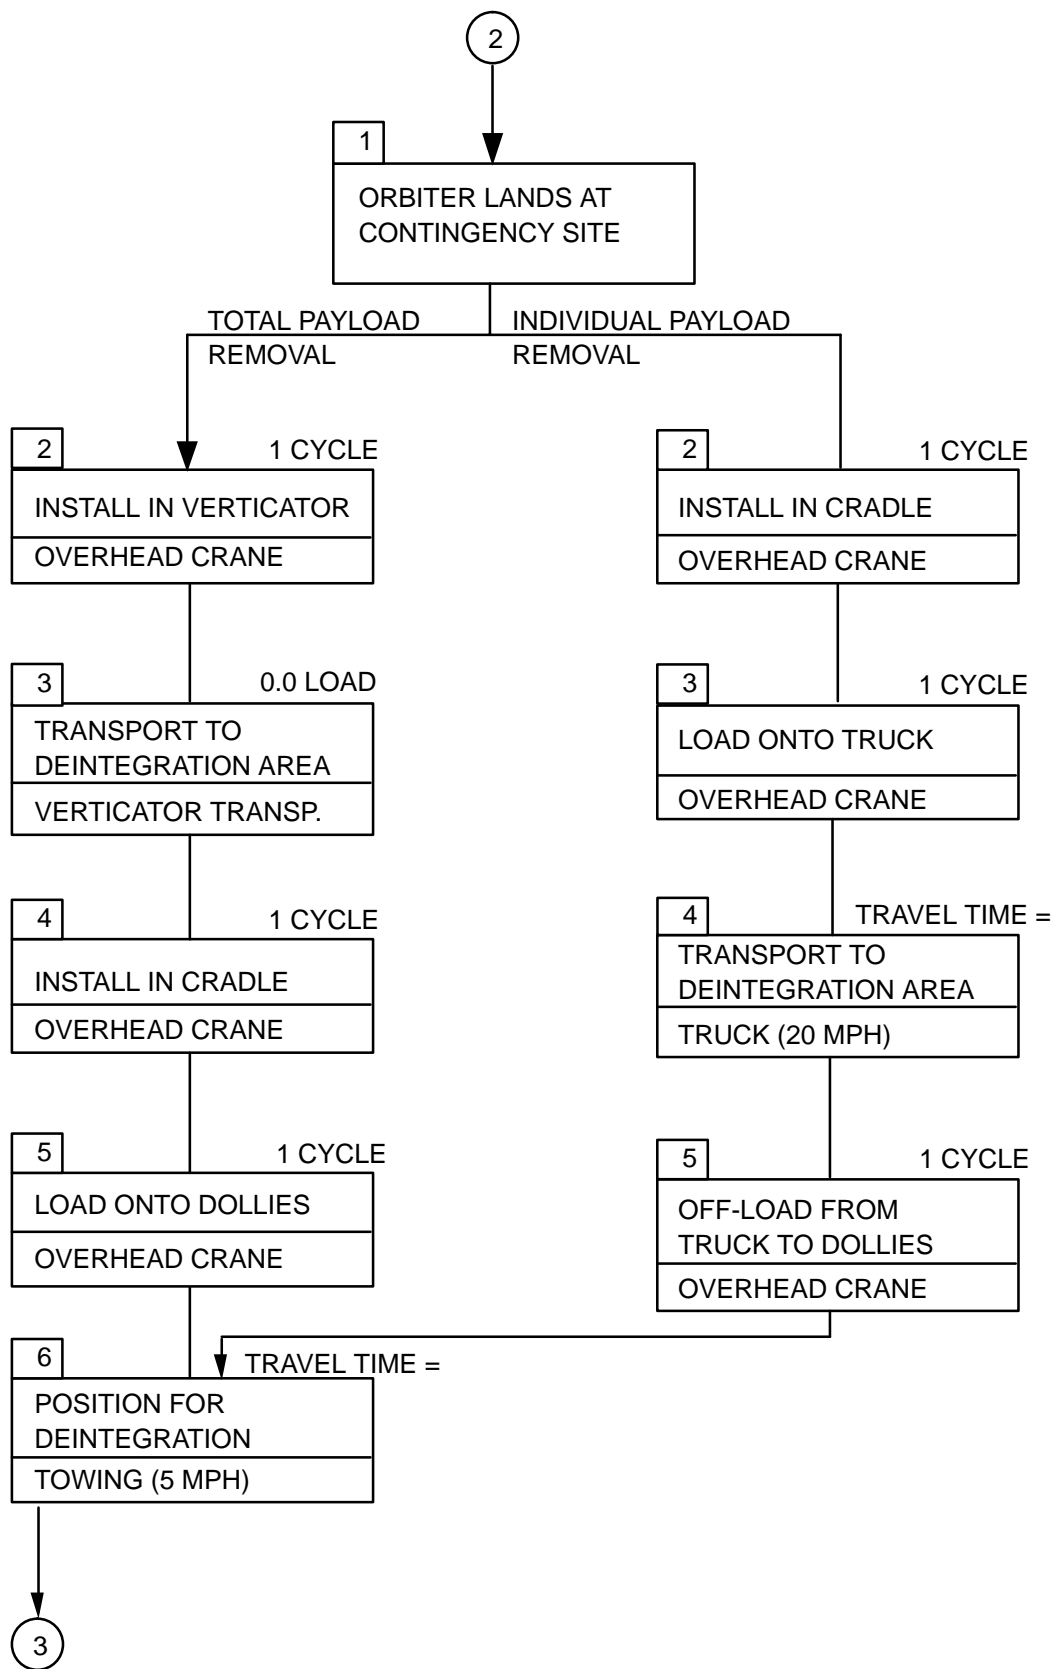 2
1
ORBITER LANDS AT
CONTINGENCY SITE
TOTAL PAYLOAD
REMOVAL
INDIVIDUAL PAYLOAD
REMOVAL
2
1 CYCLE
INSTALL IN VERTICATOR
OVERHEAD CRANE
3
0.0 LOAD
TRANSPORT TO
DEINTEGRATION AREA
VERTICATOR TRANSP.
4
1 CYCLE
INSTALL IN CRADLE
OVERHEAD CRANE
5
1 CYCLE
LOAD ONTO DOLLIES
OVERHEAD CRANE
2
1 CYCLE
INSTALL IN CRADLE
OVERHEAD CRANE
3
1 CYCLE
LOAD ONTO TRUCK
OVERHEAD CRANE
4
TRAVEL TIME =
TRANSPORT TO
DEINTEGRATION AREA
TRUCK (20 MPH)
5
1 CYCLE
OFF-LOAD FROM
TRUCK TO DOLLIES
OVERHEAD CRANE
6
TRAVEL TIME =
POSITION FOR
DEINTEGRATION
TOWING (5 MPH)
3